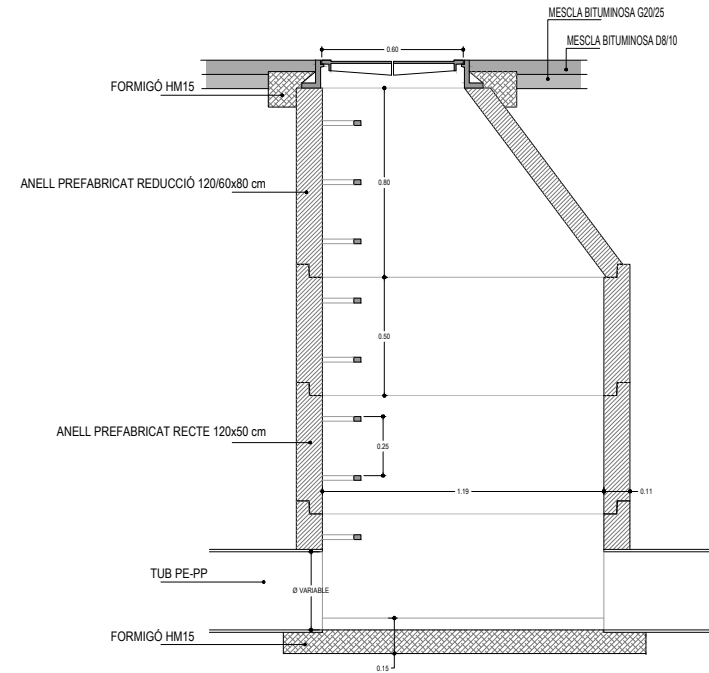 MESCLA BITUMINOSA G20/25
MESCLA BITUMINOSA D8/10
0.60
FORMIGÓ HM15
ANELL PREFABRICAT REDUCCIÓ 120/60x80 cm
0.80
0.50
ANELL PREFABRICAT RECTE 120x50 cm
0.25
1.19
0.11
TUB PE-PP
Ø VARIABLE
FORMIGÓ HM15
0.15